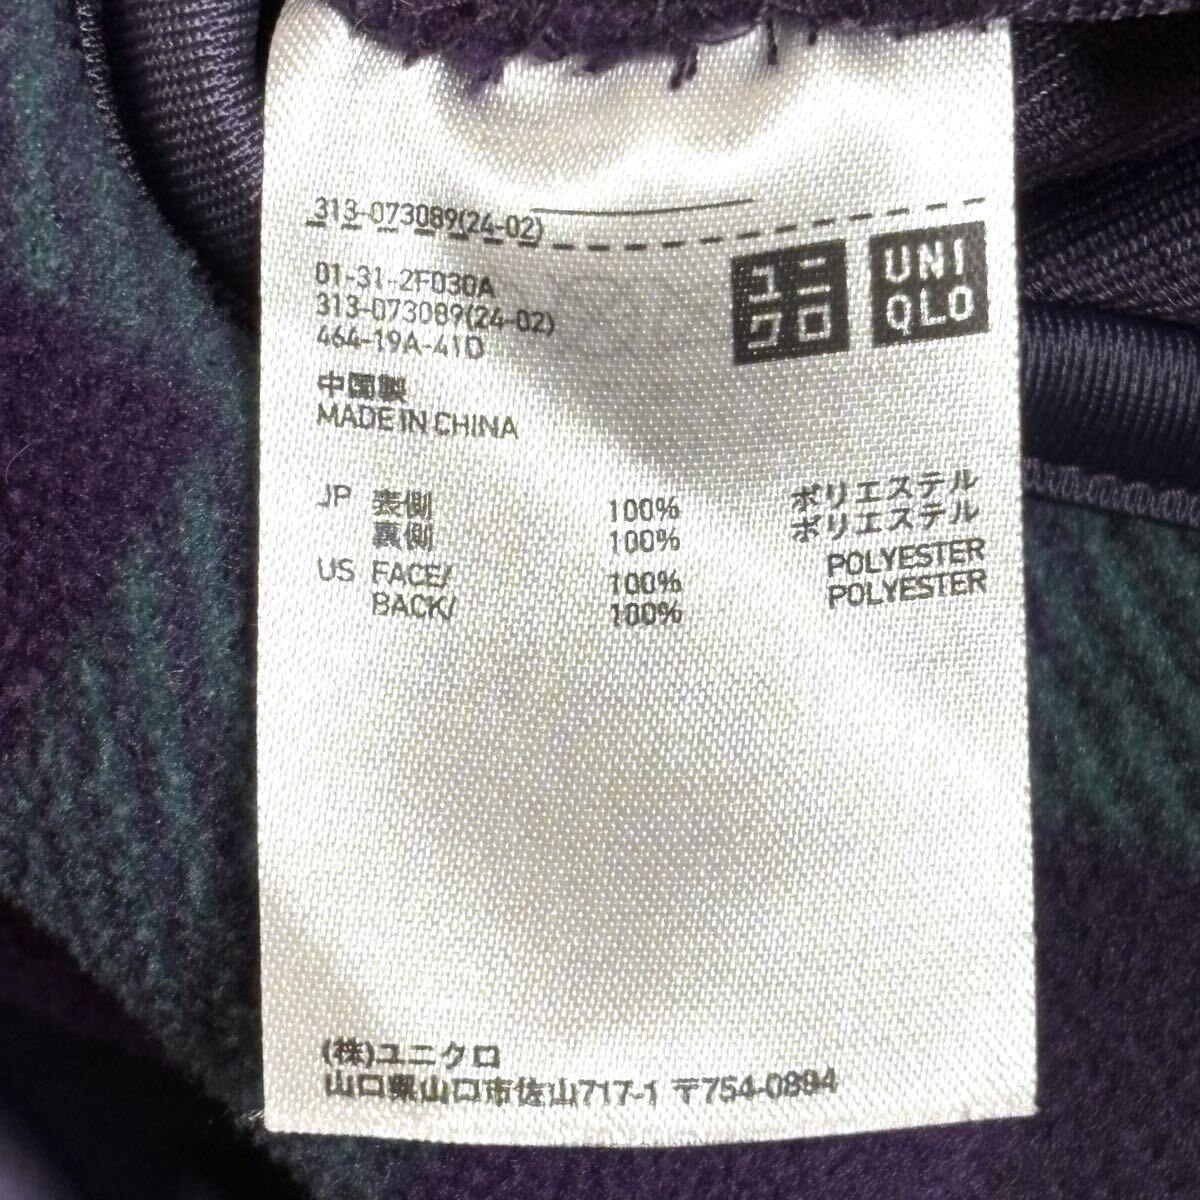 313-073089(24-02)
ユニ
クロ
UNI
QLO
01-31-2F030A
313-073089(24-02)
464-19A-41D
中国製
MADE IN CHINA
JP 表側 100% ポリエステル
裏側 100% ポリエステル
US FACE/ 100% POLYESTER
BACK/ 100% POLYESTER
(株)ユニクロ
山口県山口市佐山717-1 〒754-0894